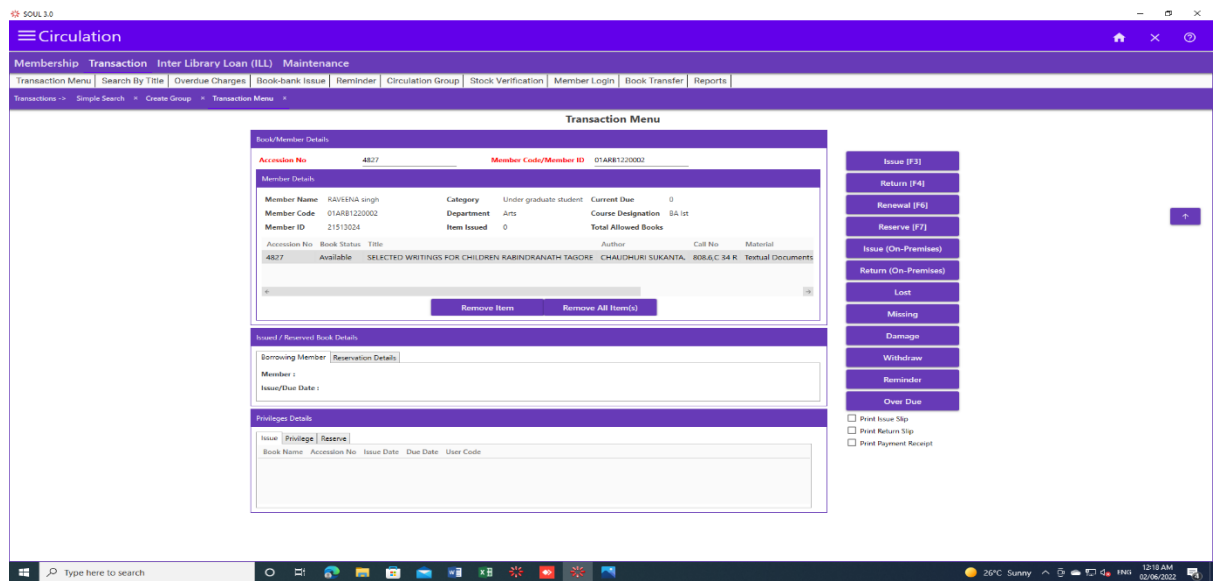 SOUL 3.0
Circulation
Membership Transaction Inter Library Loan (ILL) Maintenance
Transaction Menu Search By Title Overdue Charges Book-bank Issue Reminder Circulation Group Stock Verification Member Login Book Transfer Reports
Transactions -> Simple Search × Create Group × Transaction Menu ×
Transaction Menu
Book/Member Details
Accession No 4827 Member Code/Member ID 01ARB1220002
Member Details
Member Name RAVEENA singh Category Under graduate student Current Due 0
Member Code 01ARB1220002 Department Arts Course Designation BA Ist
Member ID 21513024 Item Issued 0 Total Allowed Books
Accession No Book Status Title Author Call No Material
4827 Available SELECTED WRITINGS FOR CHILDREN RABINDRANATH TAGORE CHAUDHURI SUKANTA. 808.6,C 34 R Textual Documents
Remove Item Remove All Item(s)
Issued / Reserved Book Details
Borrowing Member Reservation Details
Member :
Issue/Due Date :
Privileges Details
Issue Privilege Reserve
Book Name Accession No Issue Date Due Date User Code
Issue [F3]
Return [F4]
Renewal [F6]
Reserve [F7]
Issue (On-Premises)
Return (On-Premises)
Lost
Missing
Damage
Withdraw
Reminder
Over Due
Print Issue Slip
Print Return Slip
Print Payment Receipt
Type here to search
26°C Sunny ENG 12:18 AM
02/06/2022